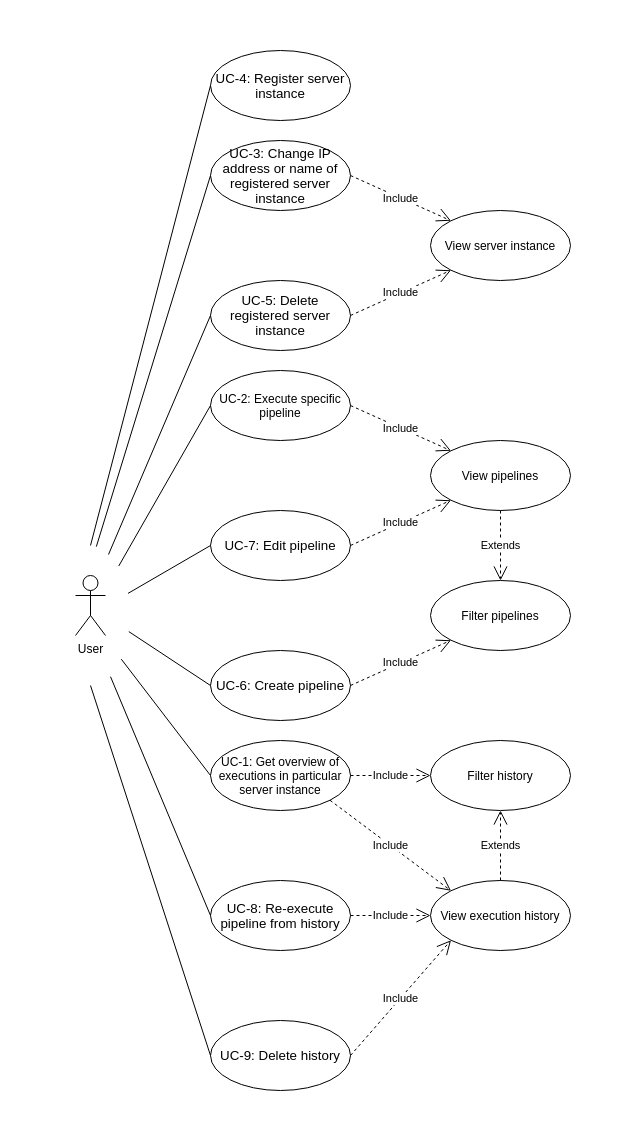 UC-4: Register server
instance
UC-3: Change IP
address or name of
registered server
instance
Include
View server instance
UC-5: Delete
registered server
instance
Include
UC-2: Execute specific
pipeline
Include
View pipelines
UC-7: Edit pipeline
Include
Extends
Filter pipelines
User
UC-6: Create pipeline
Include
UC-1: Get overview of
executions in particular
server instance
Include
Filter history
Include
Extends
UC-8: Re-execute
pipeline from history
Include
View execution history
Include
UC-9: Delete history